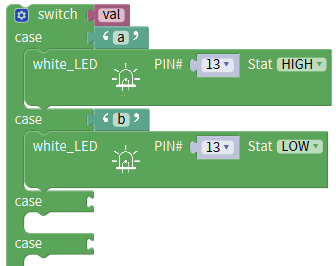 switch val
case ‘ a ’
white_LED PIN# 13 Stat HIGH
case ‘ b ’
white_LED PIN# 13 Stat LOW
case
case